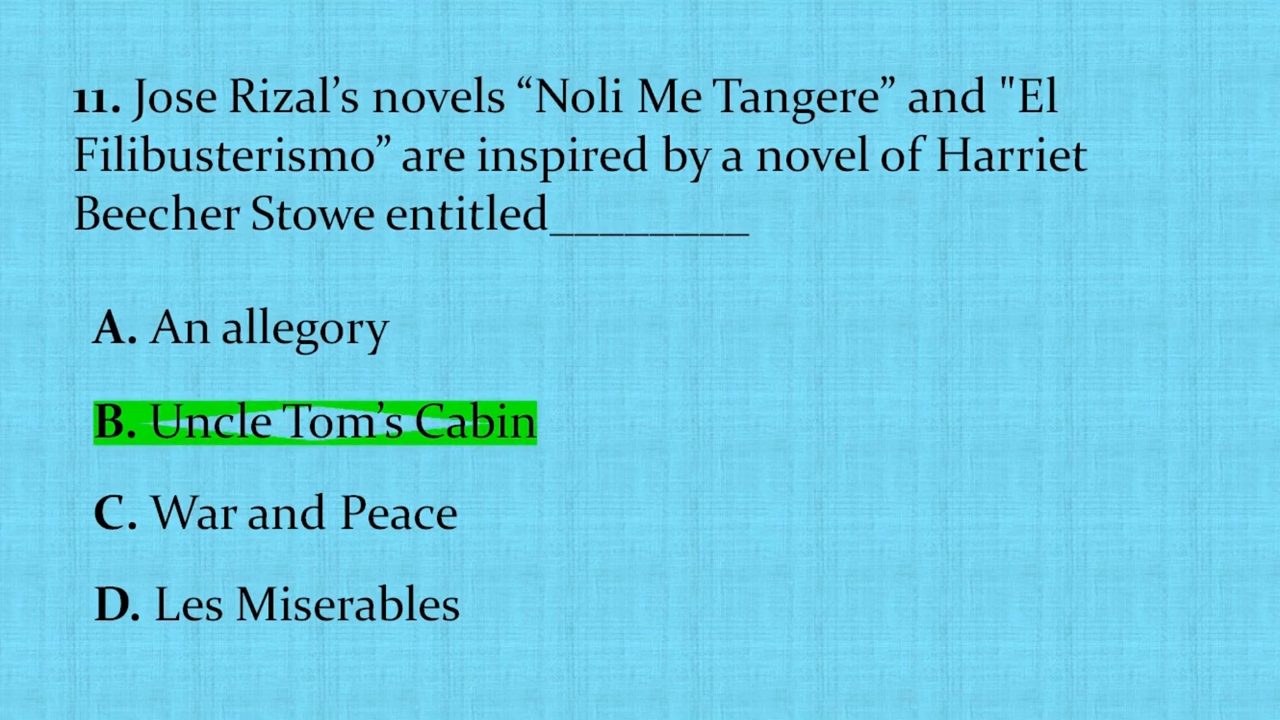 11. Jose Rizal’s novels “Noli Me Tangere” and "El
Filibusterismo” are inspired by a novel of Harriet
Beecher Stowe entitled________
A. An allegory
B. Uncle Tom’s Cabin
C. War and Peace
D. Les Miserables